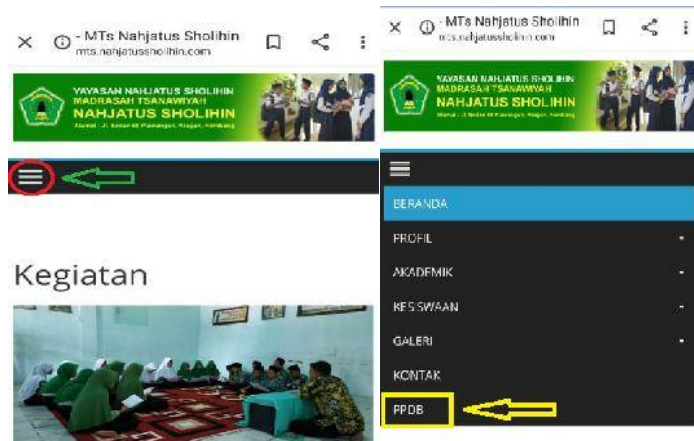 - MTs Nahjatus Sholihin
mts.nahjatussholihin.com
YAYASAN NAHJATUS SHOLIHIN
MADRASAH TSANAWIYAH
NAHJATUS SHOLIHIN
Kegiatan
- MTs Nahjatus Sholihin
mts.nahjatussholihin.com
YAYASAN NAHJATUS SHOLIHIN
MADRASAH TSANAWIYAH
NAHJATUS SHOLIHIN
BERANDA
PROFIL
AKADEMIK
KESISWAAN
GALERI
KONTAK
PPDB